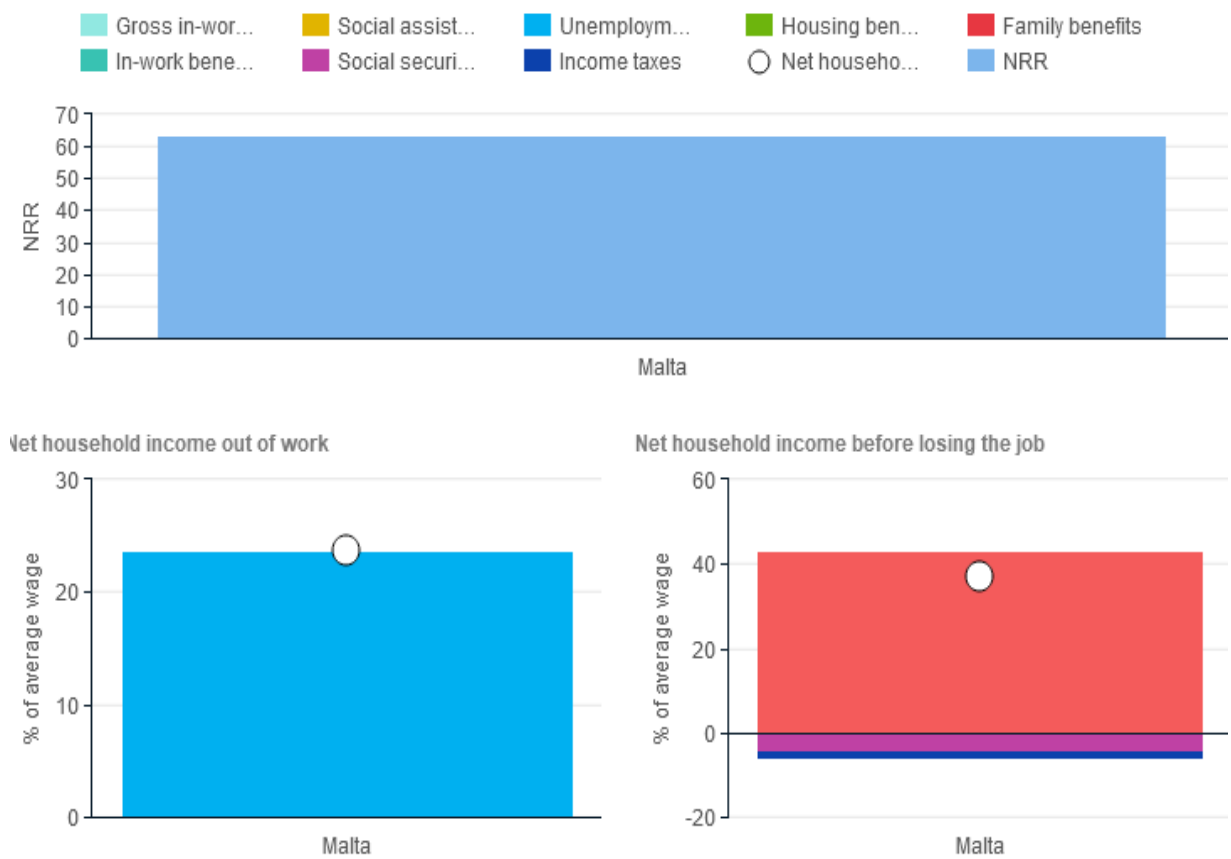 Gross in-wor... Social assist... Unemploym... Housing ben... Family benefits
In-work bene... Social securi... Income taxes Net househo... NRR
70
60
50
40
30
20
10
0
NRR
Malta
Net household income out of work
30
20
10
0
% of average wage
Malta
Net household income before losing the job
60
40
20
0
-20
% of average wage
Malta